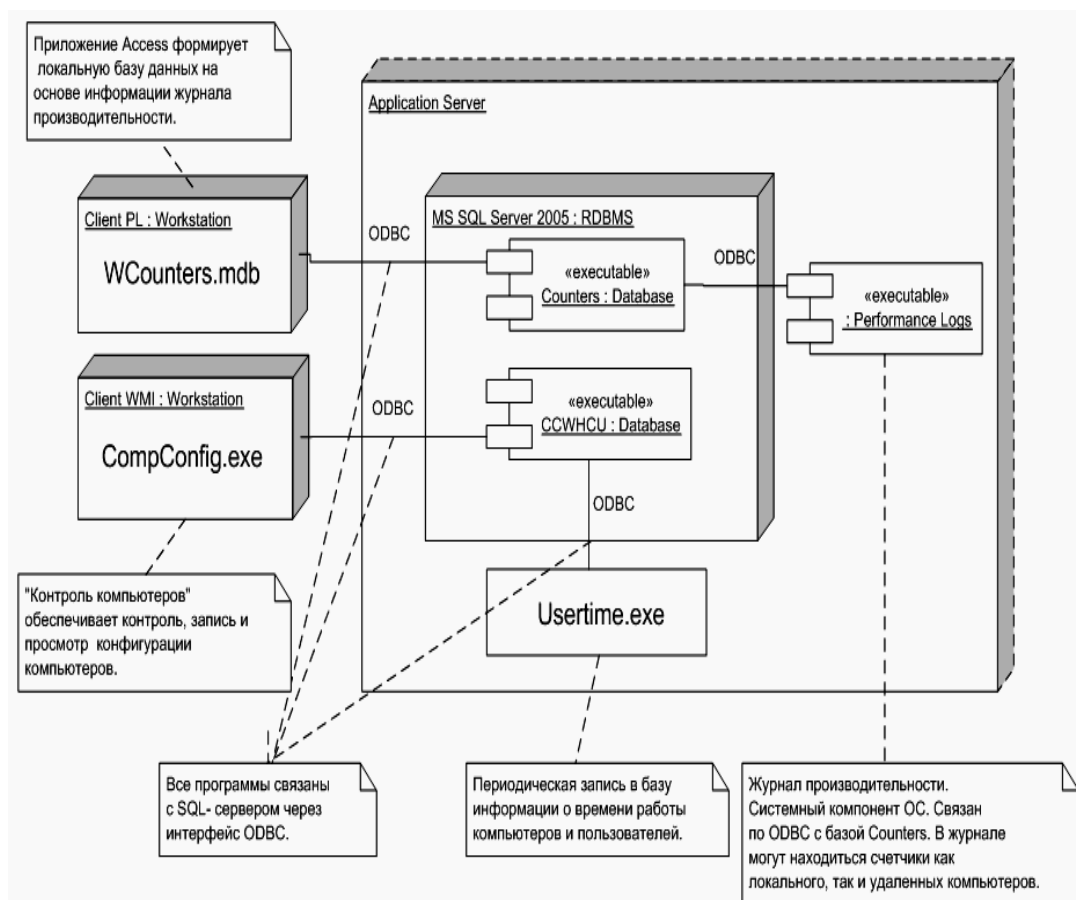 Приложение Access формирует
локальную базу данных на
основе информации журнала
производительности.
Application Server
Client PL : Workstation
WCounters.mdb
ODBC
MS SQL Server 2005 : RDBMS
«executable»
Counters : Database
ODBC
«executable»
: Performance Logs
Client WMI : Workstation
CompConfig.exe
ODBC
«executable»
CCWHCU : Database
ODBC
Usertime.exe
"Контроль компьютеров"
обеспечивает контроль, запись и
просмотр конфигурации
компьютеров.
Все программы связаны
с SQL- сервером через
интерфейс ODBC.
Периодическая запись в базу
информации о времени работы
компьютеров и пользователей.
Журнал производительности.
Системный компонент ОС. Связан
по ODBC с базой Counters. В журнале
могут находиться счетчики как
локального, так и удаленных компьютеров.